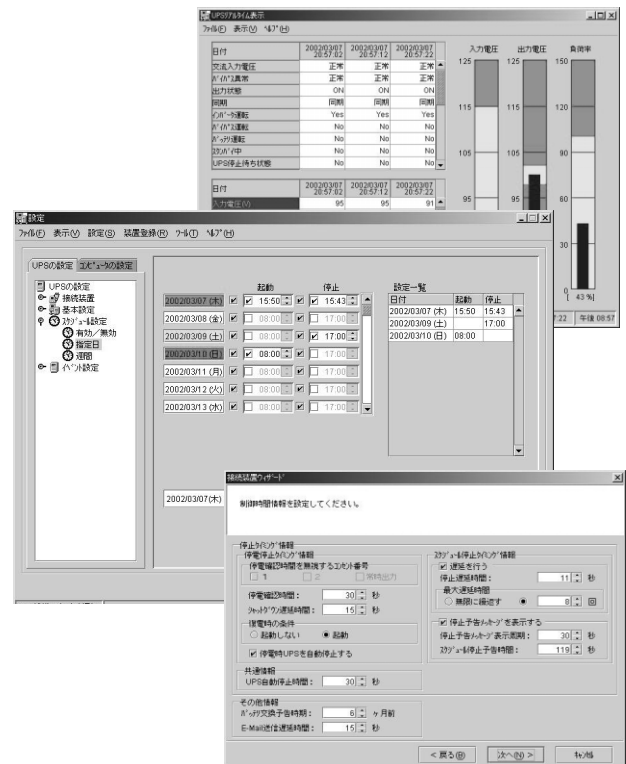 UPSリアルタイム表示
ファイル(F) 表示(V) ヘルプ(H)
日付 2002/03/07 20:57:02 2002/03/07 20:57:12 2002/03/07 20:57:22
交流入力電圧 正常 正常 正常
バイパス異常 正常 正常 正常
出力状態 ON ON ON
同期 同期 同期 同期
インバータ運転 Yes Yes Yes
バイパス運転 No No No
バッテリ運転 No No No
スタンバイ中 No No No
UPS停止待ち状態 No No No
日付 2002/03/07 20:57:02 2002/03/07 20:57:12 2002/03/07 20:57:22
入力電圧(V) 95 95 91
入力電圧 出力電圧 負荷率
125 125 150
115 115 120
105 105 90
95 95 60
30
0
[ 43 %]
7:22 午後 08:57
設定
ファイル(F) 表示(V) 設定(S) 装置登録(R) ツール(T) ヘルプ(H)
UPSの設定 コンピュータの設定
UPSの設定
接続装置
基本設定
スケジュール設定
有効/無効
指定日
週間
イベント設定
起動 停止
2002/03/07 (木) 15:50 15:43
2002/03/08 (金) 08:00 17:00
2002/03/09 (土) 08:00 17:00
2002/03/10 (日) 08:00 17:00
2002/03/11 (月) 08:00 17:00
2002/03/12 (火) 08:00 17:00
2002/03/13 (水) 08:00 17:00
設定一覧
日付 起動 停止
2002/03/07 (木) 15:50 15:43
2002/03/09 (土) 17:00
2002/03/10 (日) 08:00
2002/03/07(木)
接続装置ウィザード
制御時間情報を設定してください。
停止タイミング情報
停電停止タイミング情報
停電確認時間を無視するコンセント番号
1 2 常時出力
停電確認時間: 30 秒
シャットダウン遅延時間: 15 秒
復電時の条件
起動しない 起動
停電時UPSを自動停止する
共通情報
UPS自動停止時間: 30 秒
その他情報
バッテリ交換予告時期: 6 ヶ月前
E-Mail送信遅延時間: 15 秒
スケジュール停止タイミング情報
遅延を行う
停止遅延時間: 11 秒
最大遅延時間
無限に繰返す 8 回
停止予告メッセージを表示する
停止予告メッセージ表示周期: 30 秒
スケジュール停止予告時間: 119 秒
< 戻る(B) 次へ(N) > キャンセル